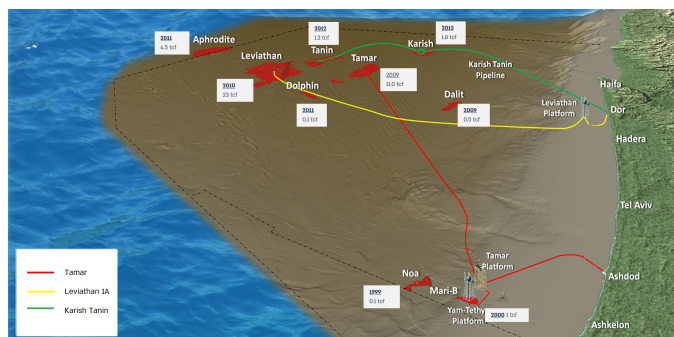 2011
4.5 tcf
Aphrodite
2012
1.2 tcf
2013
1.8 tcf
Leviathan
Tanin
Karish
Tamar
Karish Tanin
Pipeline
2010
23 tcf
Dolphin
2009
11.0 tcf
2011
0.1 tcf
Dalit
2009
0.5 tcf
Leviathan
Platform
Haifa
Dor
Hadera
Tel Aviv
Tamar
Platform
Noa
Mari-B
Ashdod
1999
0.1 tcf
Yam-Tethy
Platform
2000 1 tcf
Ashkelon
Tamar
Leviathan 1A
Karish Tanin